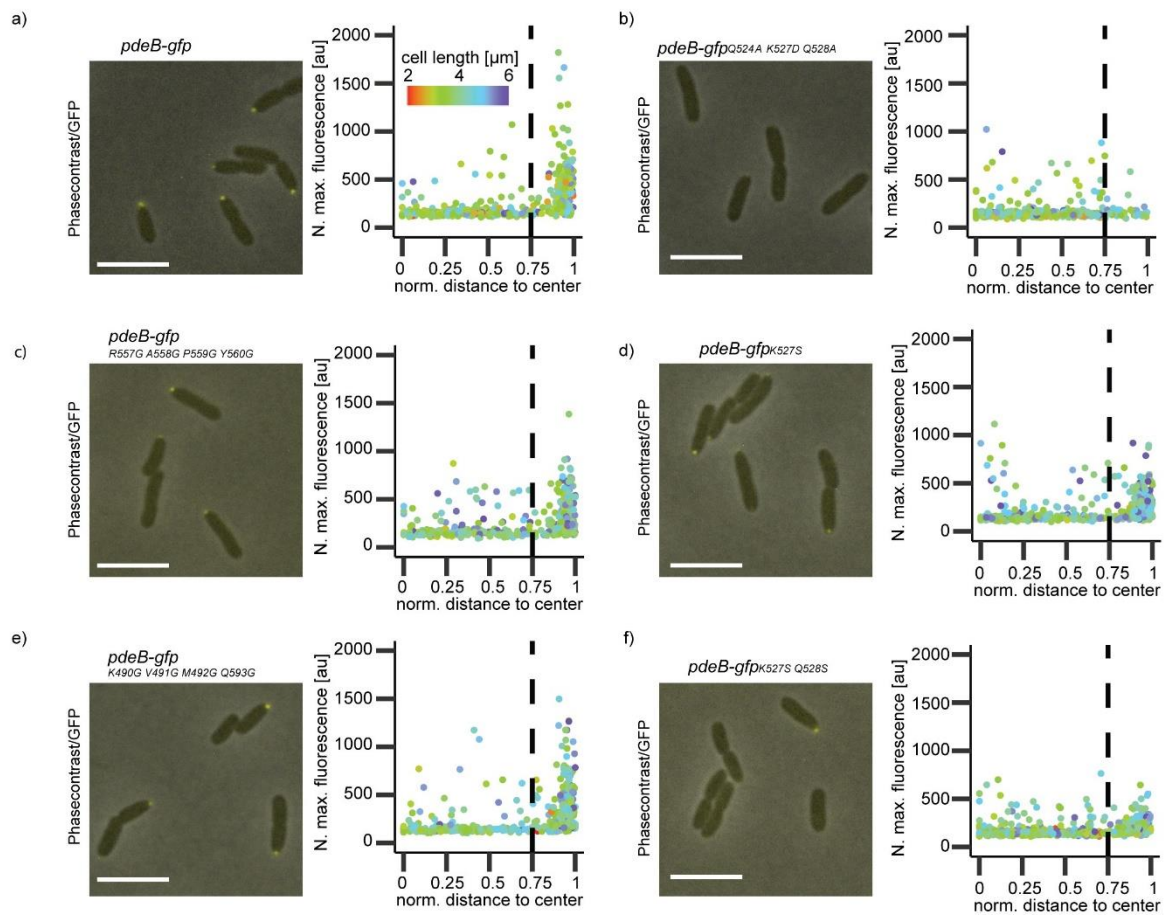 a)
pdeB-gfp
Phasecontrast/GFP
N. max. fluorescence [au]
2000
1500
1000
500
0
cell length [µm]
2 4 6
0 0.25 0.5 0.75 1
norm. distance to center
b)
pdeB-gfpQ524A K527D Q528A
Phasecontrast/GFP
N. max. fluorescence [au]
2000
1500
1000
500
0
0 0.25 0.5 0.75 1
norm. distance to center
c)
pdeB-gfp
R557G A558G P559G Y560G
Phasecontrast/GFP
N. max. fluorescence [au]
2000
1500
1000
500
0
0 0.25 0.5 0.75 1
norm. distance to center
d)
pdeB-gfpK527S
Phasecontrast/GFP
N. max. fluorescence [au]
2000
1500
1000
500
0
0 0.25 0.5 0.75 1
norm. distance to center
e)
pdeB-gfp
K490G V491G M492G Q593G
Phasecontrast/GFP
N. max. fluorescence [au]
2000
1500
1000
500
0
0 0.25 0.5 0.75 1
norm. distance to center
f)
pdeB-gfpK527S Q528S
Phasecontrast/GFP
N. max. fluorescence [au]
2000
1500
1000
500
0
0 0.25 0.5 0.75 1
norm. distance to center